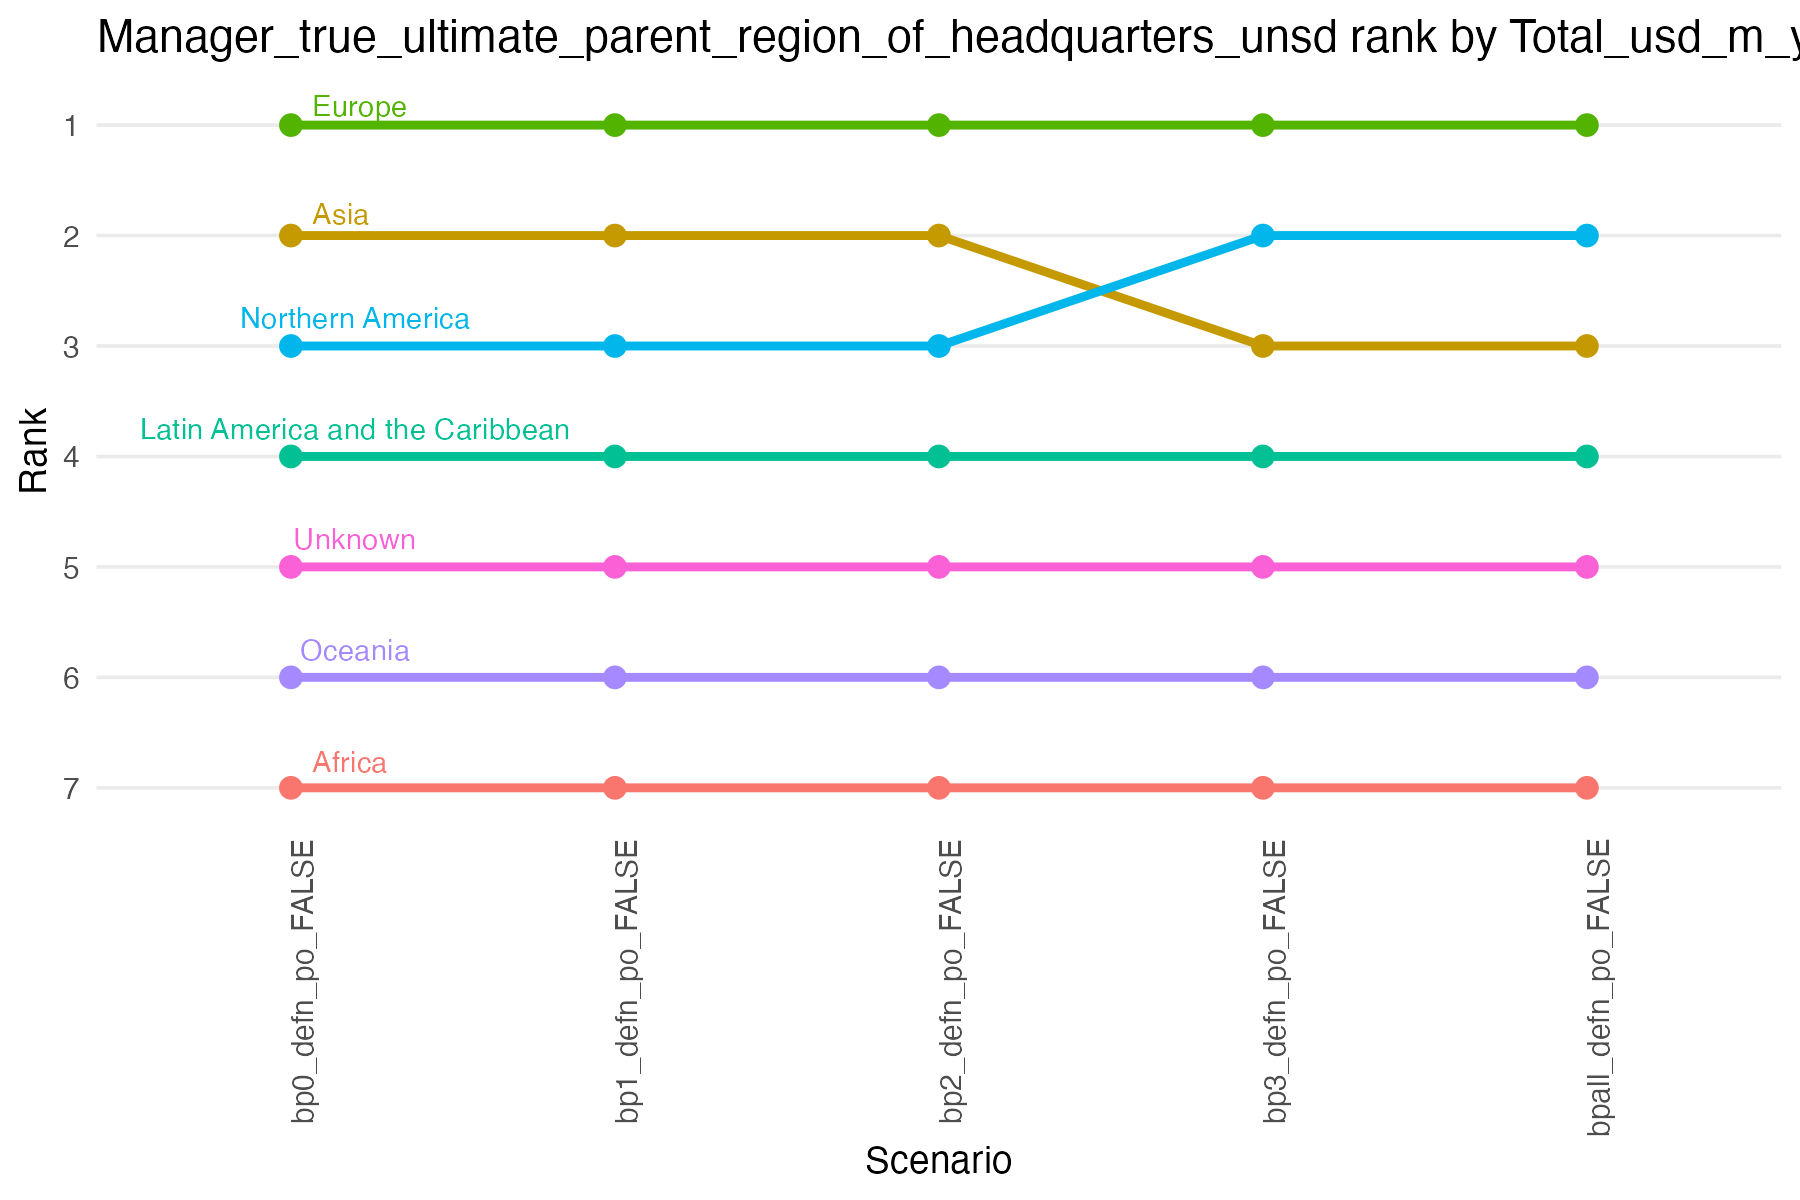 Manager_true_ultimate_parent_region_of_headquarters_unsd rank by Total_usd_m_y
Europe
1
Asia
2
Northern America
3
Latin America and the Caribbean
4
Unknown
5
Oceania
6
Africa
7
Rank
bp0_defn_po_FALSE
bp1_defn_po_FALSE
bp2_defn_po_FALSE
bp3_defn_po_FALSE
bpall_defn_po_FALSE
Scenario